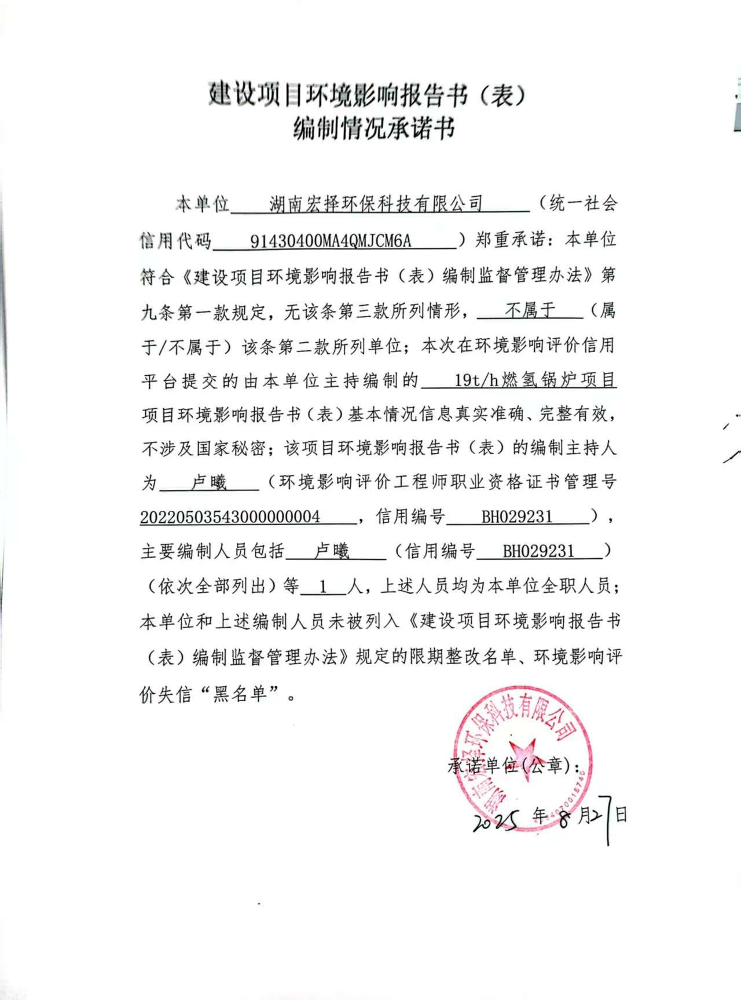 建设项目环境影响报告书（表）
编制情况承诺书
本单位 湖南宏择环保科技有限公司 （统一社会
信用代码 91430400MA4QMJCM6A ）郑重承诺：本单位
符合《建设项目环境影响报告书（表）编制监督管理办法》第
九条第一款规定，无该条第三款所列情形， 不属于 （属
于/不属于）该条第二款所列单位；本次在环境影响评价信用
平台提交的由本单位主持编制的 19t/h燃氢锅炉项目
项目环境影响报告书（表）基本情况信息真实准确、完整有效，
不涉及国家秘密；该项目环境影响报告书（表）的编制主持人
为 卢曦 （环境影响评价工程师职业资格证书管理号
20220503543000000004 ，信用编号 BH029231 ），
主要编制人员包括 卢曦 （信用编号 BH029231 ）
（依次全部列出）等 1 人，上述人员均为本单位全职人员；
本单位和上述编制人员未被列入《建设项目环境影响报告书
（表）编制监督管理办法》规定的限期整改名单、环境影响评
价失信“黑名单”。
湖南宏择环保科技有限公司
承诺单位(公章)：
2025 年 8 月27日